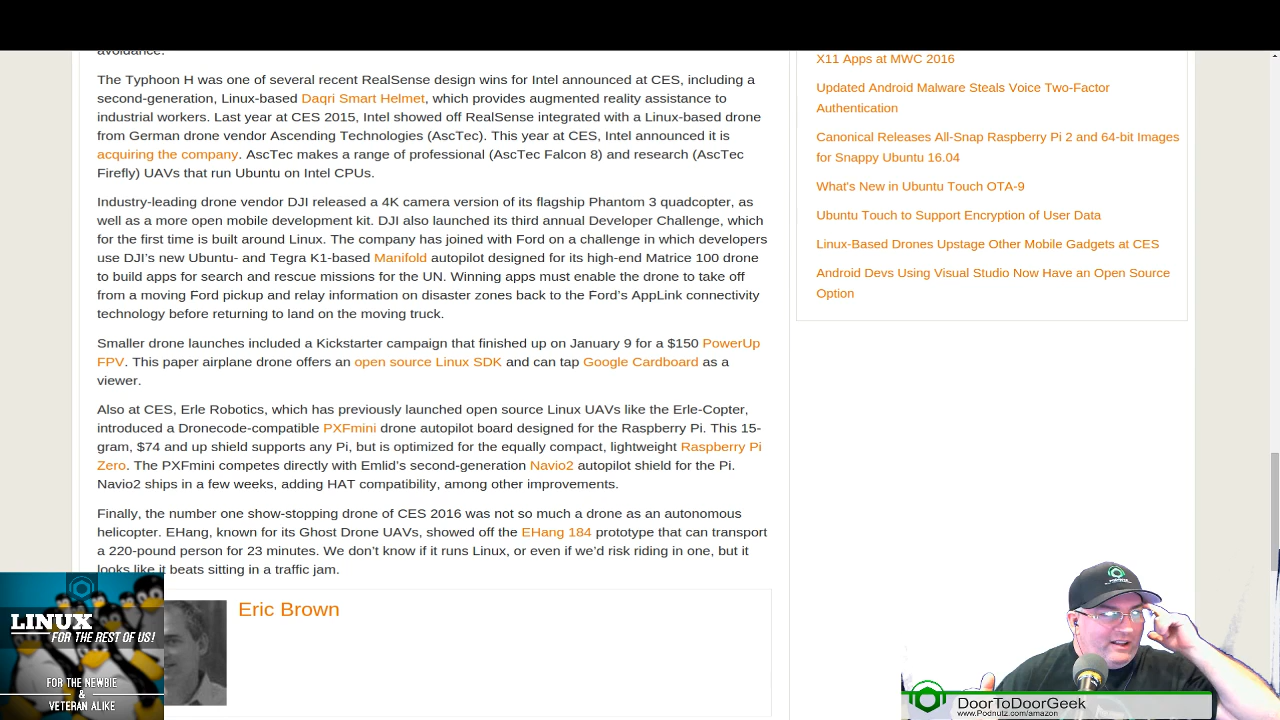 avoidance.
The Typhoon H was one of several recent RealSense design wins for Intel announced at CES, including a
second-generation, Linux-based Daqri Smart Helmet, which provides augmented reality assistance to
industrial workers. Last year at CES 2015, Intel showed off RealSense integrated with a Linux-based drone
from German drone vendor Ascending Technologies (AscTec). This year at CES, Intel announced it is
acquiring the company. AscTec makes a range of professional (AscTec Falcon 8) and research (AscTec
Firefly) UAVs that run Ubuntu on Intel CPUs.
Industry-leading drone vendor DJI released a 4K camera version of its flagship Phantom 3 quadcopter, as
well as a more open mobile development kit. DJI also launched its third annual Developer Challenge, which
for the first time is built around Linux. The company has joined with Ford on a challenge in which developers
use DJI's new Ubuntu- and Tegra K1-based Manifold autopilot designed for its high-end Matrice 100 drone
to build apps for search and rescue missions for the UN. Winning apps must enable the drone to take off
from a moving Ford pickup and relay information on disaster zones back to the Ford's AppLink connectivity
technology before returning to land on the moving truck.
Smaller drone launches included a Kickstarter campaign that finished up on January 9 for a $150 PowerUp
FPV. This paper airplane drone offers an open source Linux SDK and can tap Google Cardboard as a
viewer.
Also at CES, Erle Robotics, which has previously launched open source Linux UAVs like the Erle-Copter,
introduced a Dronecode-compatible PXFmini drone autopilot board designed for the Raspberry Pi. This 15-
gram, $74 and up shield supports any Pi, but is optimized for the equally compact, lightweight Raspberry Pi
Zero. The PXFmini competes directly with Emlid's second-generation Navio2 autopilot shield for the Pi.
Navio2 ships in a few weeks, adding HAT compatibility, among other improvements.
Finally, the number one show-stopping drone of CES 2016 was not so much a drone as an autonomous
helicopter. EHang, known for its Ghost Drone UAVs, showed off the EHang 184 prototype that can transport
a 220-pound person for 23 minutes. We don't know if it runs Linux, or even if we'd risk riding in one, but it
looks like it beats sitting in a traffic jam.
Eric Brown
X11 Apps at MWC 2016
Updated Android Malware Steals Voice Two-Factor
Authentication
Canonical Releases All-Snap Raspberry Pi 2 and 64-bit Images
for Snappy Ubuntu 16.04
What's New in Ubuntu Touch OTA-9
Ubuntu Touch to Support Encryption of User Data
Linux-Based Drones Upstage Other Mobile Gadgets at CES
Android Devs Using Visual Studio Now Have an Open Source
Option
LINUX
FOR THE REST OF US!
FOR THE NEWBIE
&
VETERAN ALIKE
DoorToDoorGeek
www.Podnutz.com/amazon